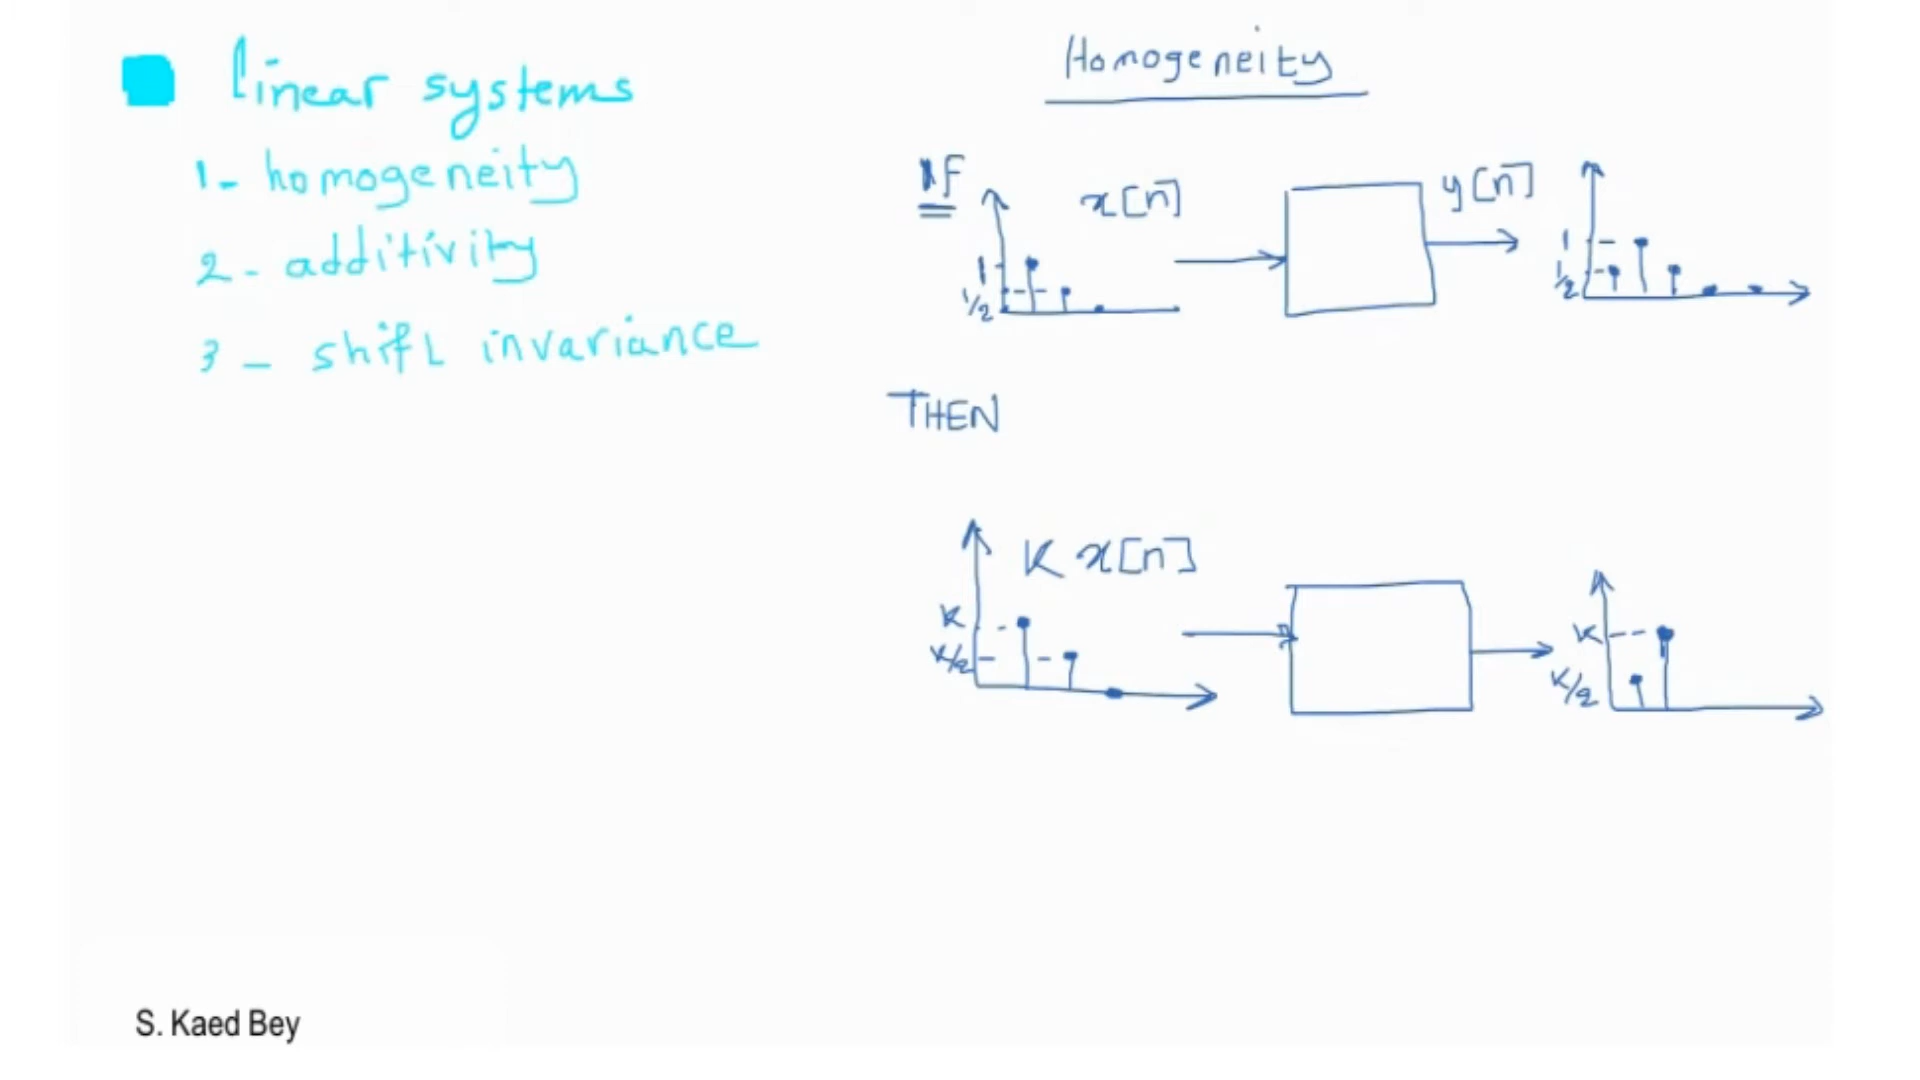 linear systems
1- homogeneity
2- additivity
3- shift invariance
Homogeneity
IF
x[n]
y[n]
1
1/2
1
1/2
THEN
K x[n]
K
K/2
K
K/2
S. Kaed Bey